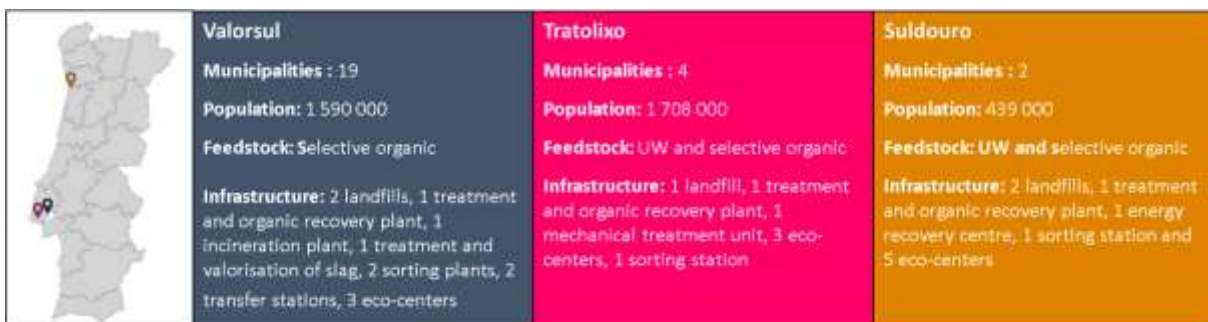 Valorsul
Municipalities : 19
Population: 1 590 000
Feedstock: Selective organic
Infrastructure: 2 landfills, 1 treatment
and organic recovery plant, 1
incineration plant, 1 treatment and
valorisation of slag, 2 sorting plants, 2
transfer stations, 3 eco-centers
Tratolixo
Municipalities : 4
Population: 1 708 000
Feedstock: UW and selective organic
Infrastructure: 1 landfill, 1 treatment
and organic recovery plant, 1
mechanical treatment unit, 3 eco-
centers, 1 sorting station
Suldouro
Municipalities : 2
Population: 439 000
Feedstock: UW and selective organic
Infrastructure: 2 landfills, 1 treatment
and organic recovery plant, 1 energy
recovery centre, 1 sorting station and
5 eco-centers